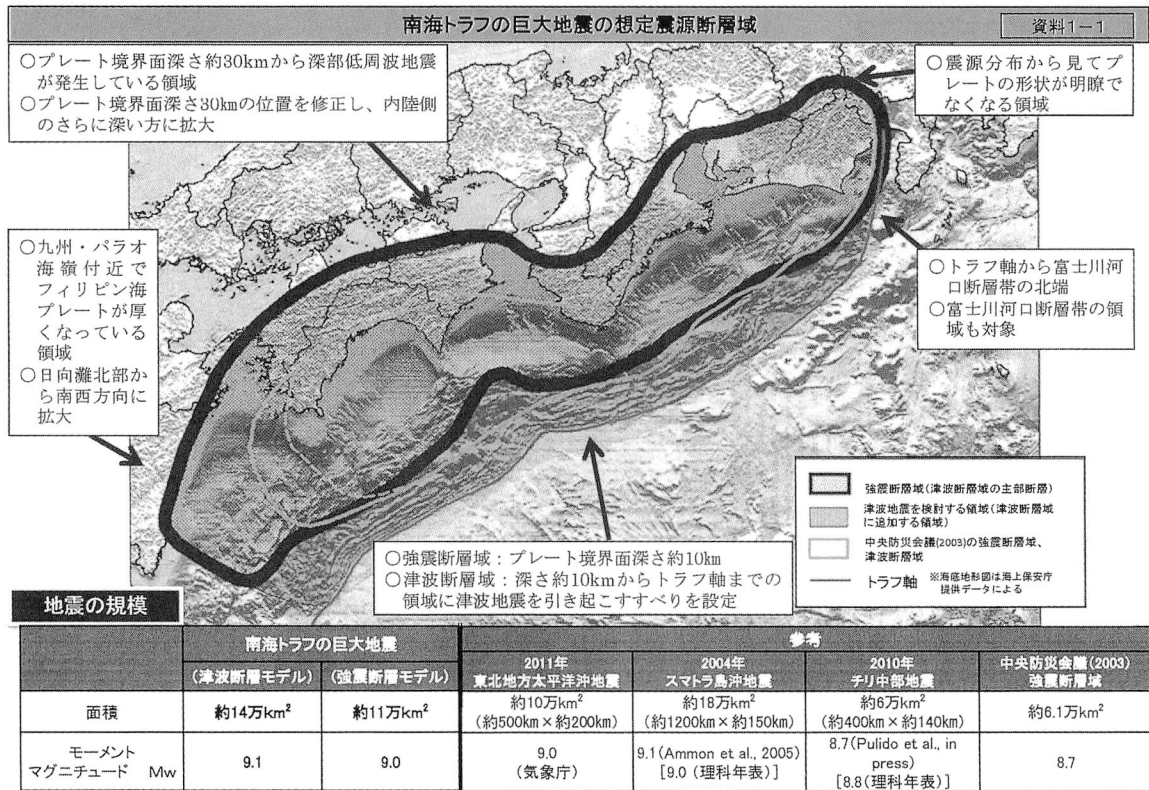 南海トラフの巨大地震の想定震源断層域
資料1－1
○プレート境界面深さ約30kmから深部低周波地震
が発生している領域
○プレート境界面深さ30kmの位置を修正し、内陸側
のさらに深い方に拡大
○震源分布から見てプ
レートの形状が明瞭で
なくなる領域
○九州・パラオ
海嶺付近で
フィリピン海
プレートが厚
くなっている
領域
○日向灘北部か
ら南西方向に
拡大
○トラフ軸から富士川河
口断層帯の北端
○富士川河口断層帯の領
域も対象
強震断層域(津波断層域の主部断層)
津波地震を検討する領域(津波断層域
に追加する領域)
中央防災会議(2003)の強震断層域、
津波断層域
トラフ軸
※海底地形図は海上保安庁
提供データによる
○強震断層域：プレート境界面深さ約10km
○津波断層域：深さ約10kmからトラフ軸までの
領域に津波地震を引き起こすすべりを設定
地震の規模
南海トラフの巨大地震
参考
(津波断層モデル)
(強震断層モデル)
2011年
東北地方太平洋沖地震
2004年
スマトラ島沖地震
2010年
チリ中部地震
中央防災会議(2003)
強震断層域
面積
約14万km²
約11万km²
約10万km²
(約500km×約200km)
約18万km²
(約1200km×約150km)
約6万km²
(約400km×約140km)
約6.1万km²
モーメント
マグニチュード Mw
9.1
9.0
9.0
(気象庁)
9.1(Ammon et al., 2005)
[9.0 (理科年表)]
8.7(Pulido et al., in
press)
[8.8(理科年表)]
8.7